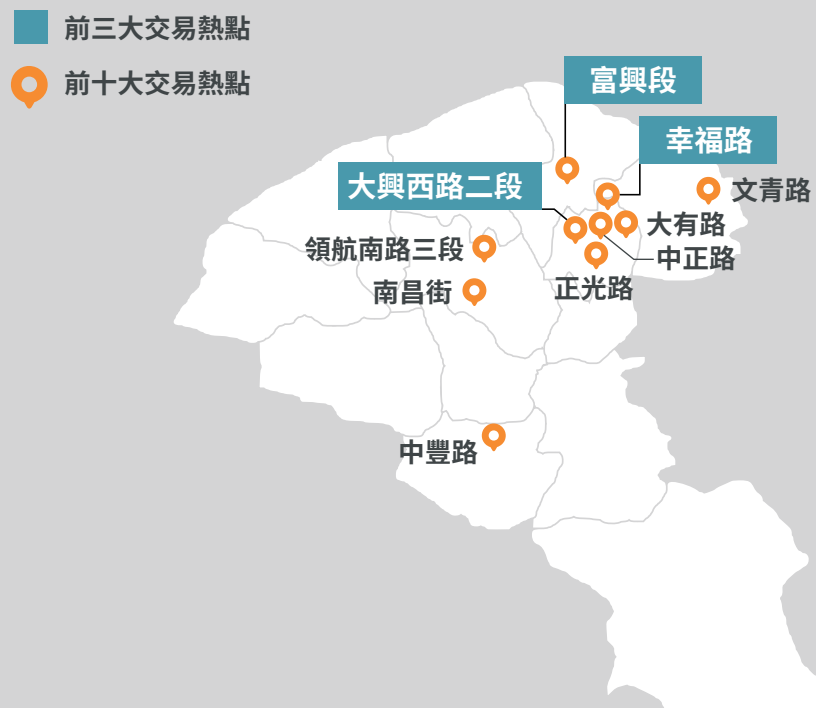 前三大交易熱點
前十大交易熱點
富興段
幸福路
大興西路二段
文青路
大有路
領航南路三段
中正路
南昌街
正光路
中豐路